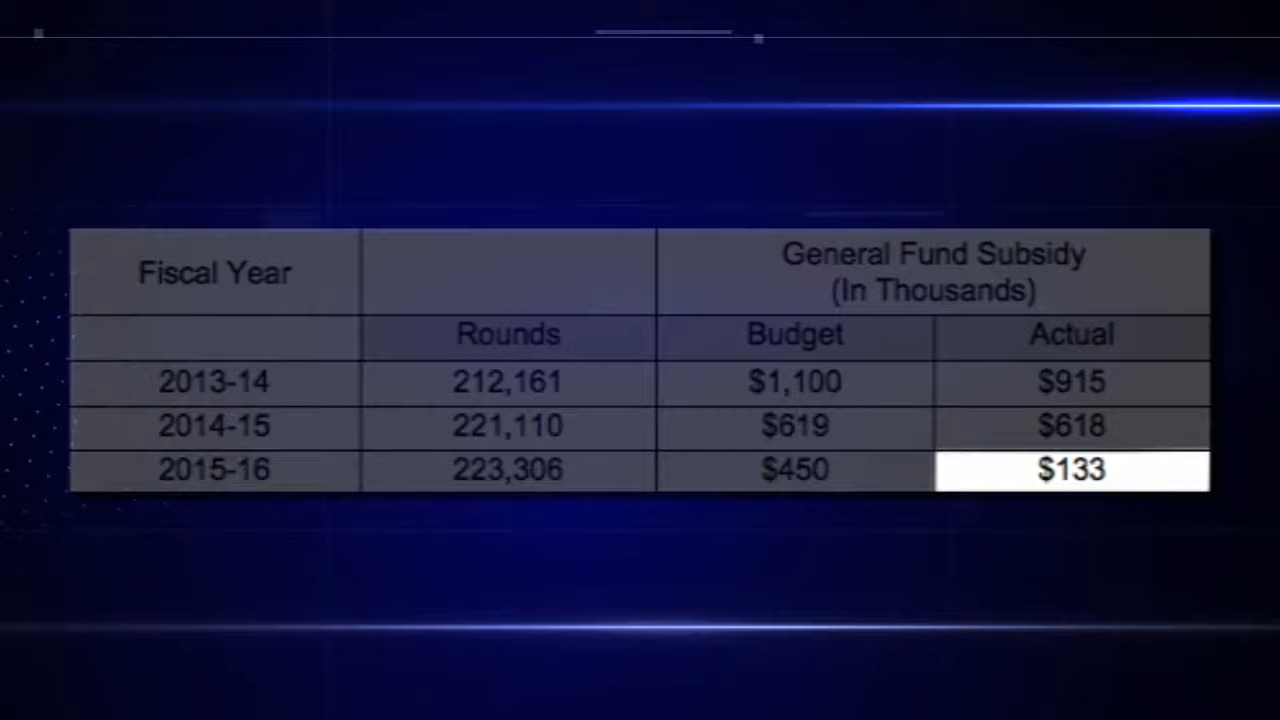 Fiscal Year
General Fund Subsidy
(In Thousands)
Rounds Budget Actual
2013-14 212,161 $1,100 $915
2014-15 221,110 $619 $618
2015-16 223,306 $450 $133